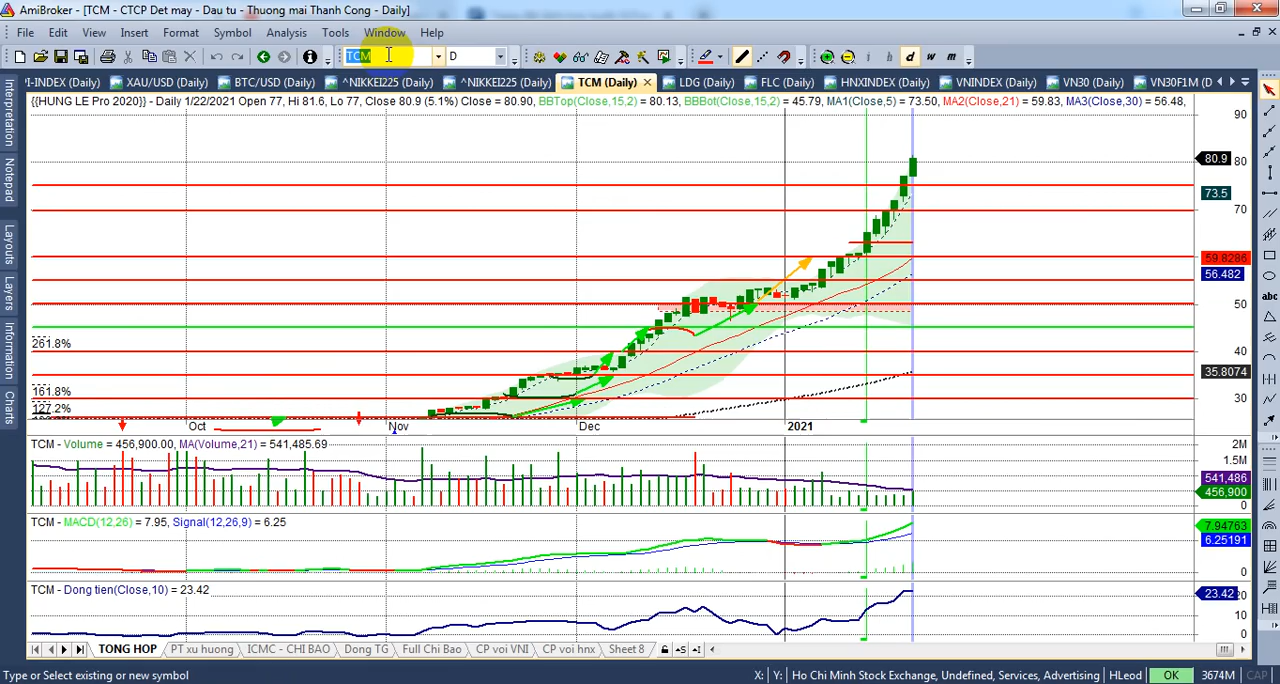 AmiBroker - [TCM - CTCP Det may - Dau tu - Thuong mai Thanh Cong - Daily]
File Edit View Insert Format Symbol Analysis Tools Window Help
TCM D i h d w m
I-INDEX (Daily) XAU/USD (Daily) BTC/USD (Daily) ^NIKKEI225 (Daily) ^NIKKEI225 (Daily) TCM (Daily) LDG (Daily) FLC (Daily) HNXINDEX (Daily) VNINDEX (Daily) VN30 (Daily) VN30F1M (D
{{HUNG LE Pro 2020}} - Daily 1/22/2021 Open 77, Hi 81.6, Lo 77, Close 80.9 (5.1%) Close = 80.90, BBTop(Close,15,2) = 80.13, BBBot(Close,15,2) = 45.79, MA1(Close,5) = 73.50, MA2(Close,21) = 59.83, MA3(Close,30) = 56.48,
Interpretation
Notepad
Layouts
Layers
Information
Charts
90
80.9 80
73.5
70
59.8286
56.482
50
261.8%
40
35.8074
161.8%
30
127.2%
Oct Nov Dec 2021
TCM - Volume = 456,900.00, MA(Volume,21) = 541,485.69
2M
1.5M
541,486
456,900
0
TCM - MACD(12,26) = 7.95, Signal(12,26,9) = 6.25
7.94763
6.25191
0
TCM - Dong tien(Close,10) = 23.42
23.42
10
0
TONG HOP PT xu huong ICMC - CHI BAO Dong TG Full Chi Bao CP voi VNI CP voi hnx Sheet 8
abc
Type or Select existing or new symbol X: Y: Ho Chi Minh Stock Exchange, Undefined, Services, Advertising HLeod OK 3674M CAP